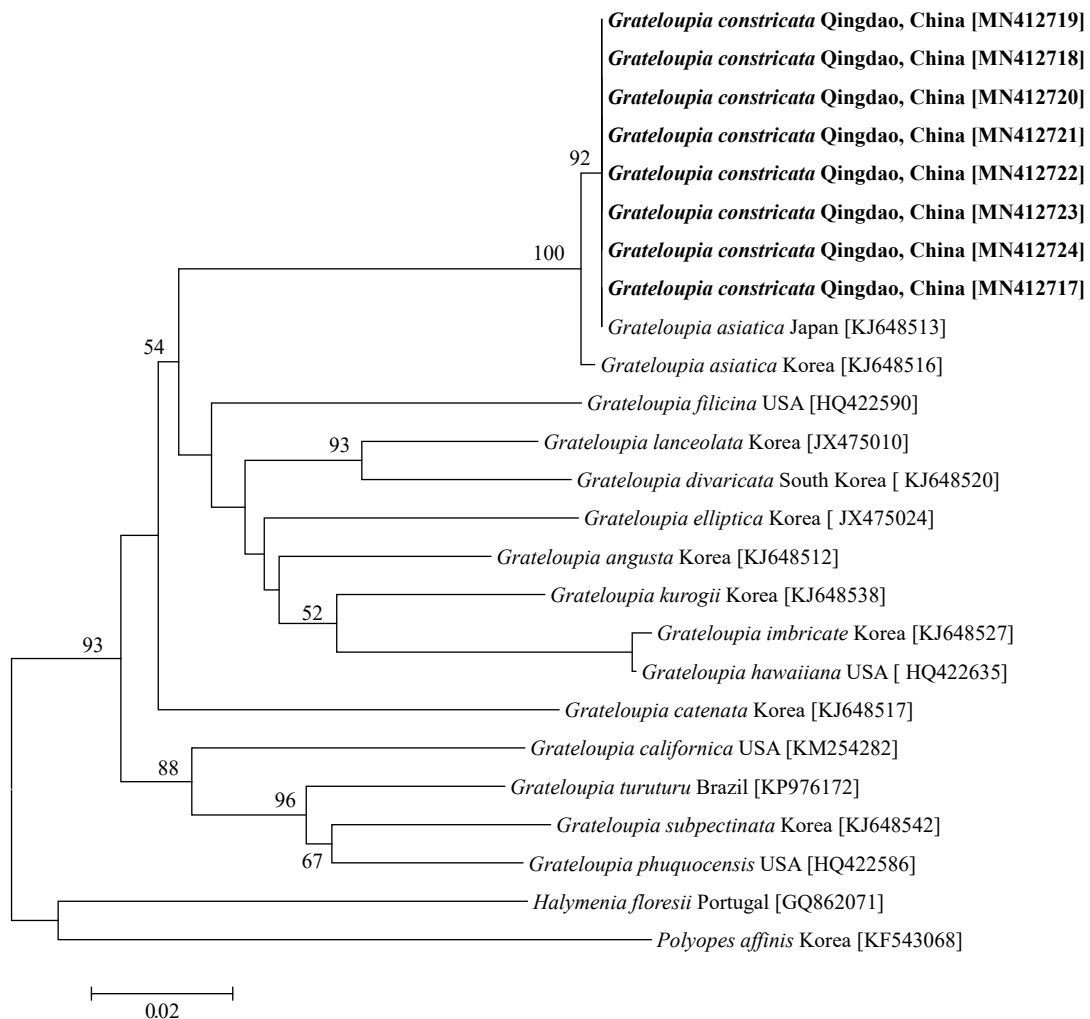 Grateloupia constricata Qingdao, China [MN412719]
Grateloupia constricata Qingdao, China [MN412718]
Grateloupia constricata Qingdao, China [MN412720]
Grateloupia constricata Qingdao, China [MN412721]
92
Grateloupia constricata Qingdao, China [MN412722]
Grateloupia constricata Qingdao, China [MN412723]
Grateloupia constricata Qingdao, China [MN412724]
100
Grateloupia constricata Qingdao, China [MN412717]
Grateloupia asiatica Japan [KJ648513]
54
Grateloupia asiatica Korea [KJ648516]
Grateloupia filicina USA [HQ422590]
93
Grateloupia lanceolata Korea [JX475010]
Grateloupia divaricata South Korea [ KJ648520]
Grateloupia elliptica Korea [ JX475024]
Grateloupia angusta Korea [KJ648512]
Grateloupia kurogii Korea [KJ648538]
52
Grateloupia imbricate Korea [KJ648527]
93
Grateloupia hawaiiana USA [ HQ422635]
Grateloupia catenata Korea [KJ648517]
Grateloupia californica USA [KM254282]
88
Grateloupia turuturu Brazil [KP976172]
96
Grateloupia subpectinata Korea [KJ648542]
67
Grateloupia phuquocensis USA [HQ422586]
Halymenia floresii Portugal [GQ862071]
Polyopes affinis Korea [KF543068]
0.02